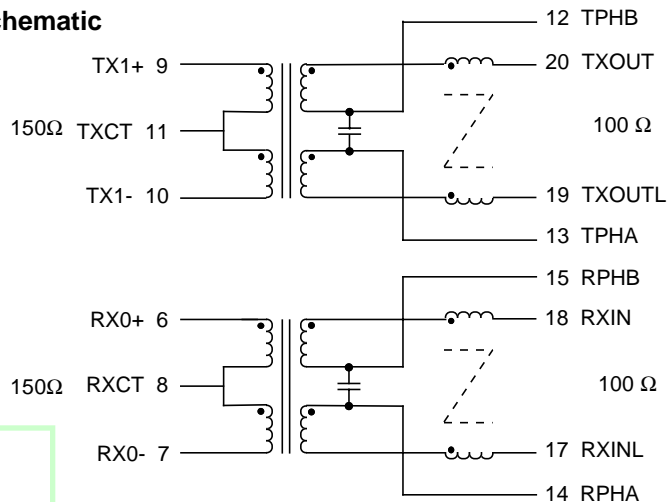 chematic
12 TPHB
TX1+ 9
20 TXOUT
150Ω TXCT 11
100 Ω
TX1- 10
19 TXOUTL
13 TPHA
15 RPHB
RX0+ 6
18 RXIN
150Ω RXCT 8
100 Ω
RX0- 7
17 RXINL
14 RPHA